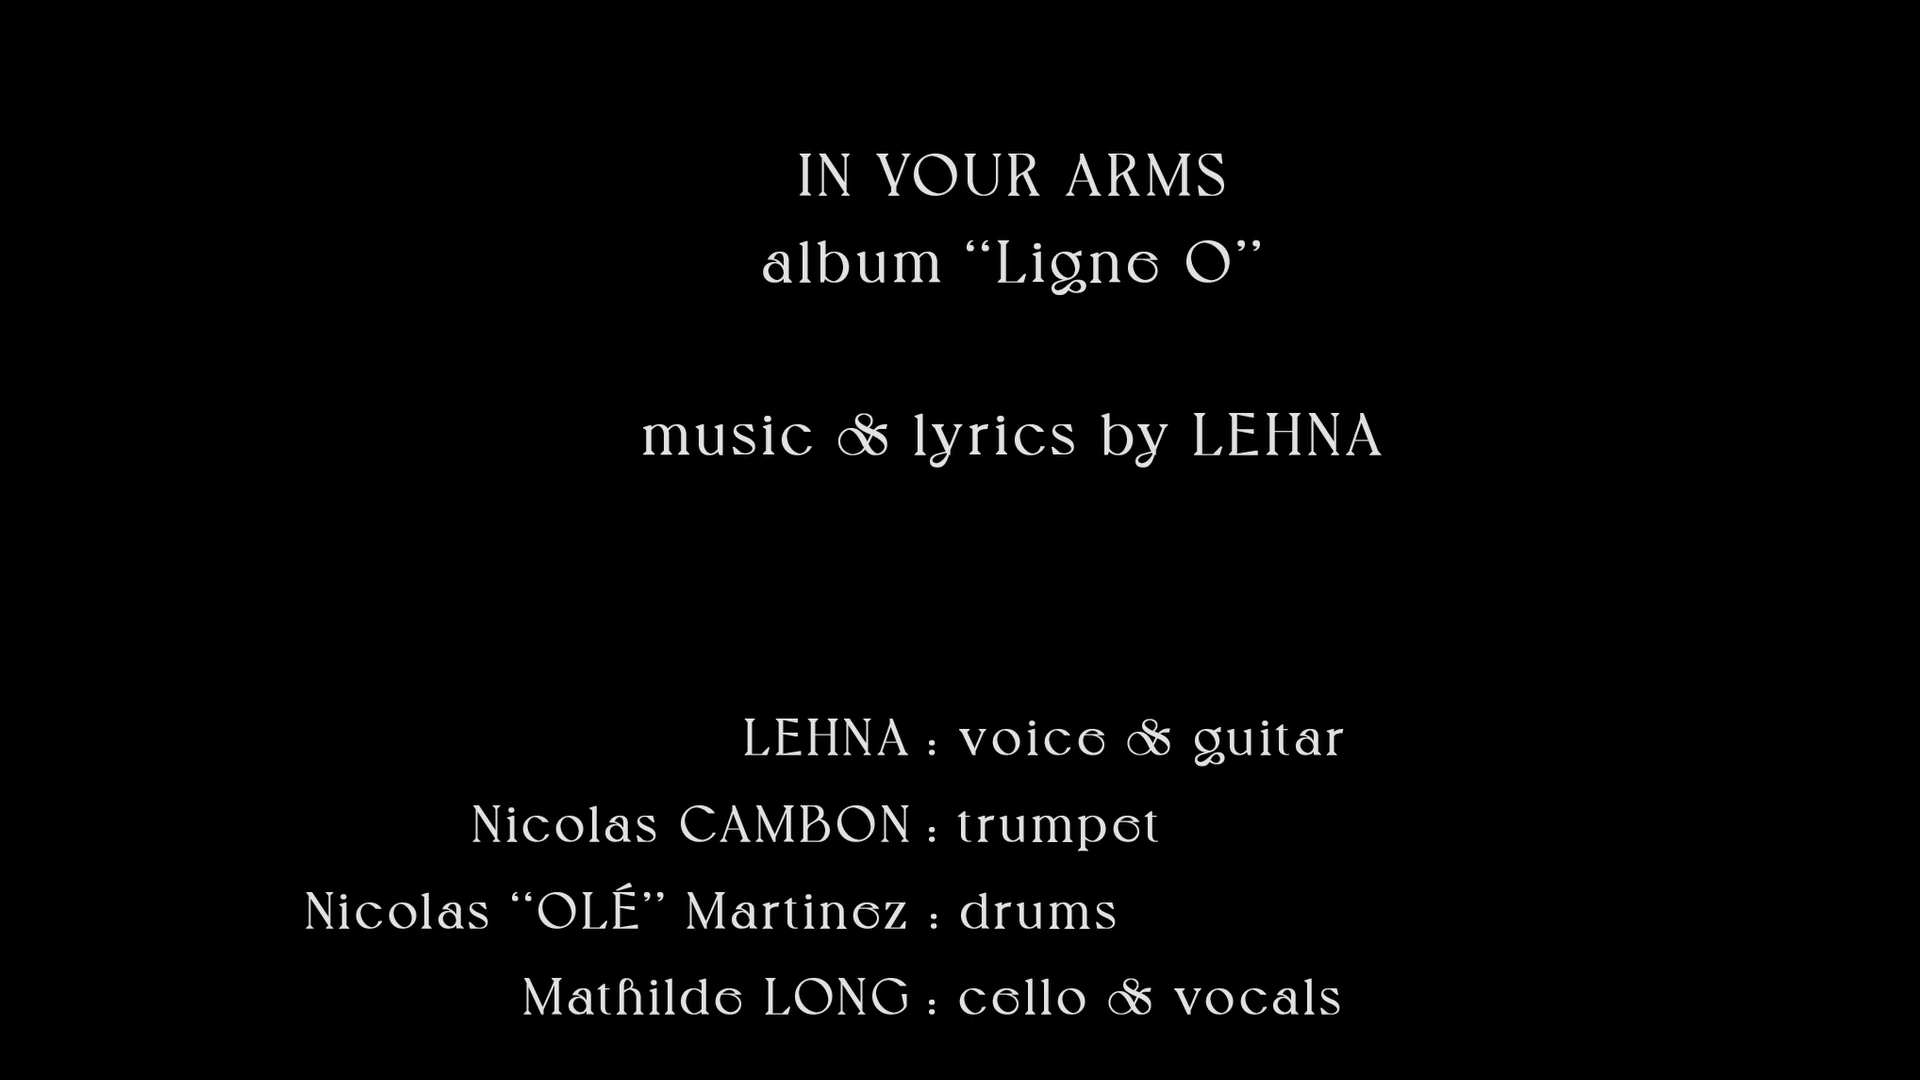 IN YOUR ARMS
album “Ligne O”
music & lyrics by LEHNA
LEHNA : voice & guitar
Nicolas CAMBON : trumpet
Nicolas “OLÉ” Martinez : drums
Mathilde LONG : cello & vocals